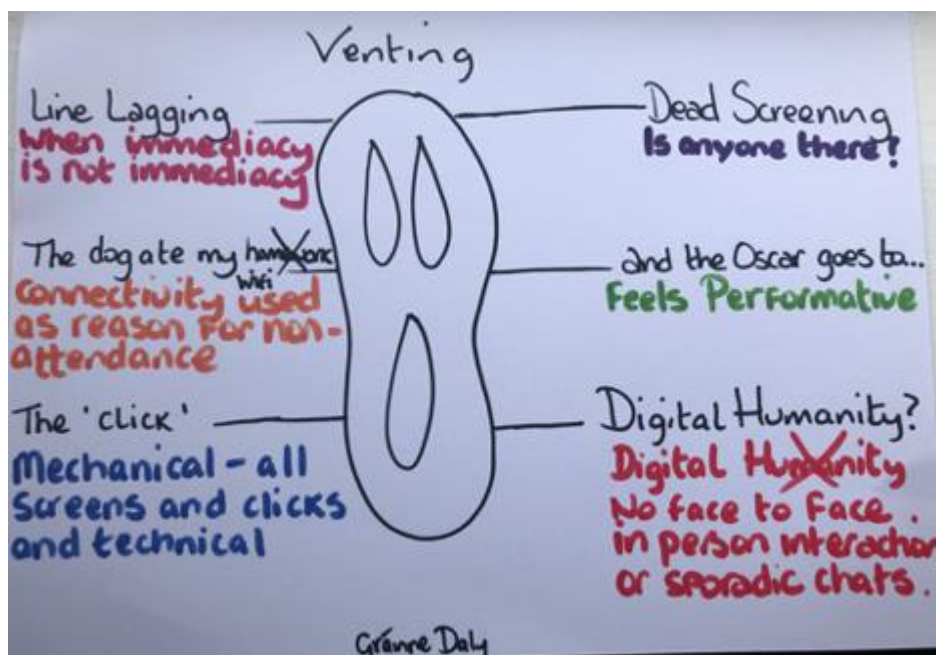 Venting
Line Lagging
When immediacy
is not immediacy
The dog ate my homework
wifi
Connectivity used
as reason for non-
attendance
The 'click'
Mechanical - all
Screens and clicks
and technical
Dead Screening
Is anyone there?
and the Oscar goes to...
Feels Performative
Digital Humanity?
Digital Humanity
No face to face.
in person interaction
or sporadic chats.
Gránne Daly